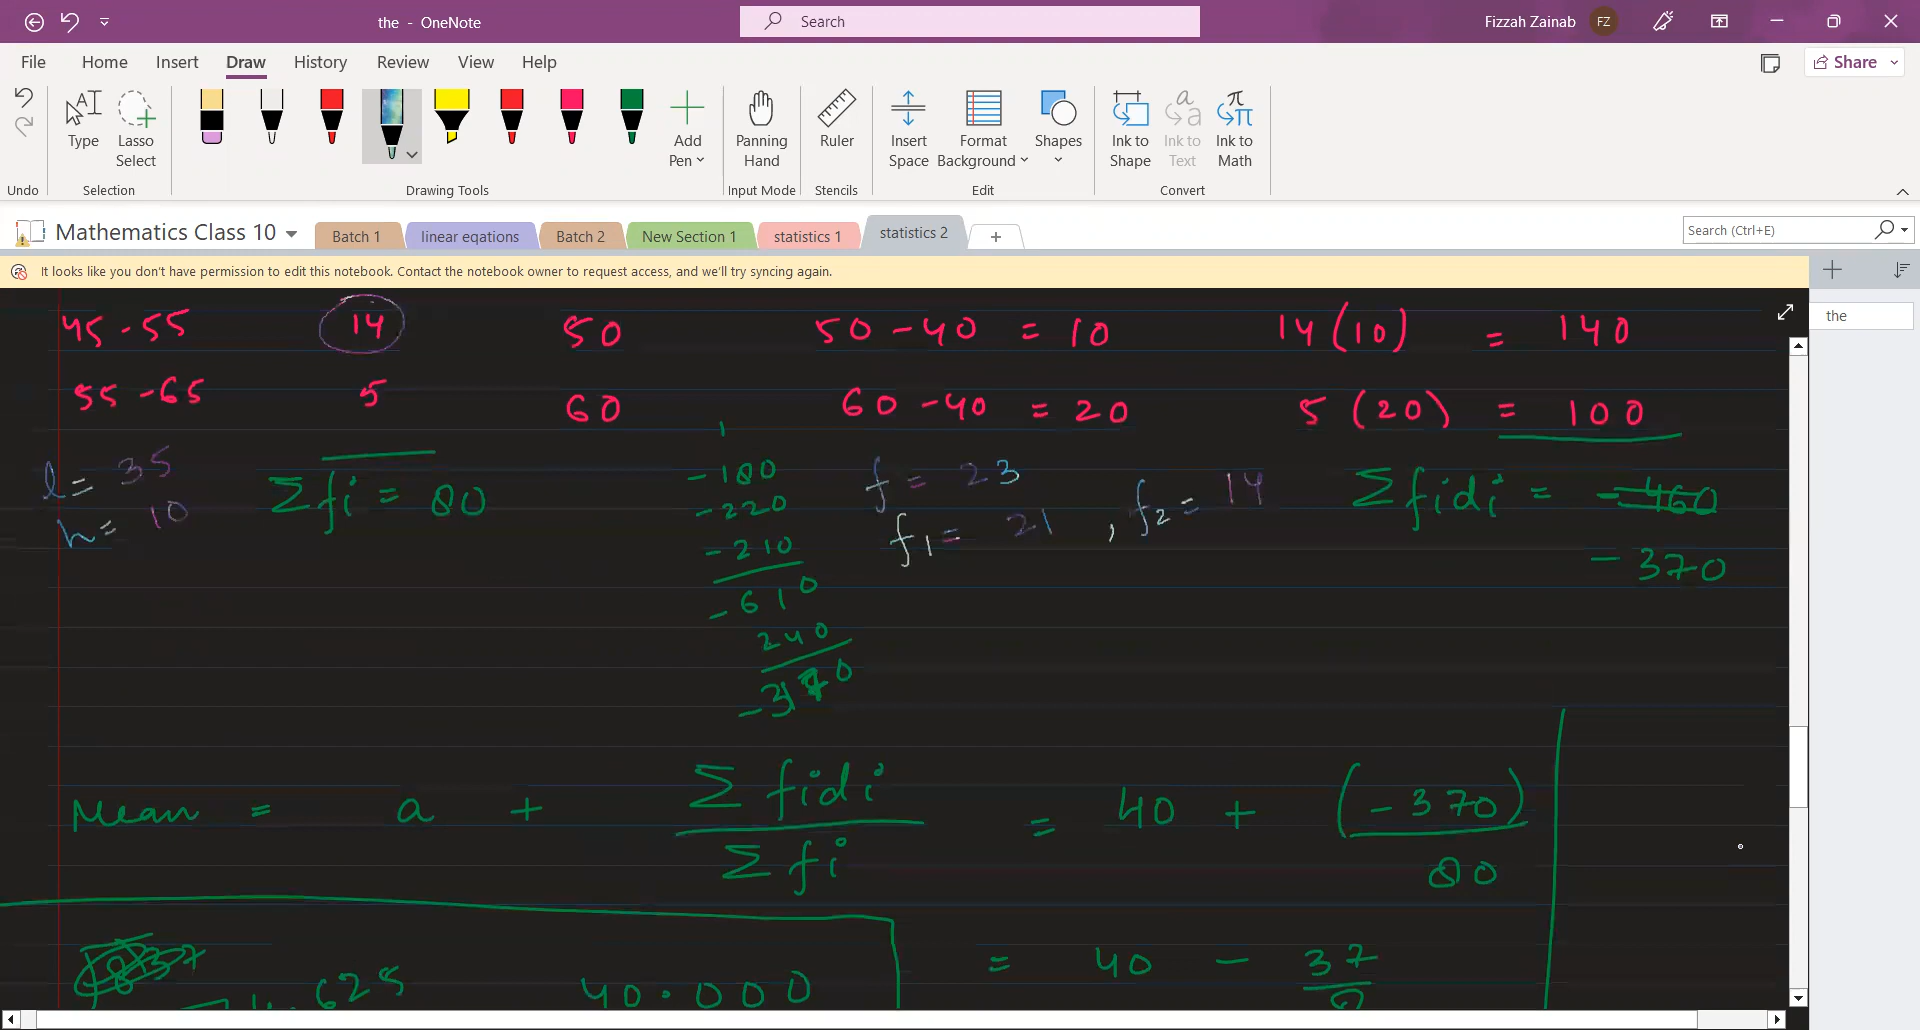 the - OneNote
Search
Fizzah Zainab FZ
File Home Insert Draw History Review View Help
Share
Type
Lasso Select
Add Pen
Panning Hand
Ruler
Insert Space
Format Background
Shapes
Ink to Shape
Ink to Text
Ink to Math
Undo Selection Drawing Tools Input Mode Stencils Edit Convert
Mathematics Class 10 Batch 1 linear eqations Batch 2 New Section 1 statistics 1 statistics 2
Search (Ctrl+E)
It looks like you don't have permission to edit this notebook. Contact the notebook owner to request access, and we'll try syncing again.
the
45-55 14 50 50-40 = 10 14(10) = 140
55-65 5 60 60-40 = 20 5(20) = 100
l = 35
h = 10
Σfi = 80
-180
-220
-210
-610
240
-370
f = 23
f₁ = 21, f₂ = 14
Σfidi = -460
-370
Mean = a + Σfidi / Σfi = 40 + (-370) / 80
= 40 - 37
40.000